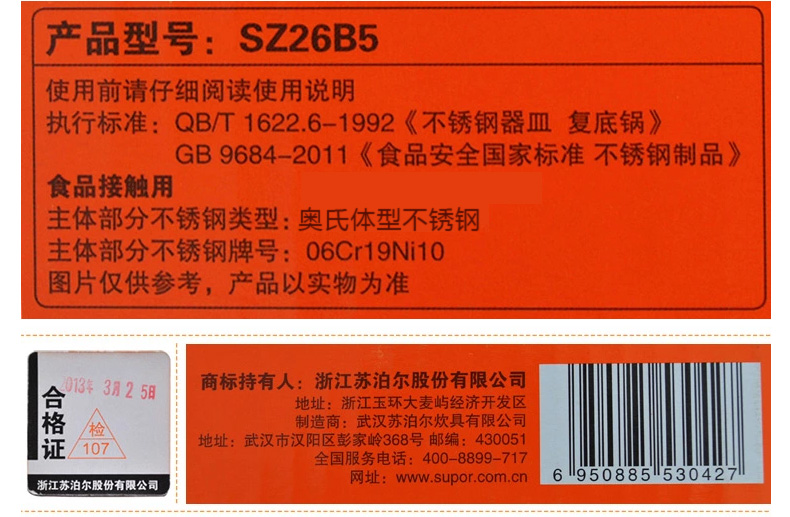 产品型号：SZ26B5
使用前请仔细阅读使用说明
执行标准：QB/T 1622.6-1992《不锈钢器皿 复底锅》
GB 9684-2011《食品安全国家标准 不锈钢制品》
食品接触用
主体部分不锈钢类型：奥氏体型不锈钢
主体部分不锈钢牌号：06Cr19Ni10
图片仅供参考，产品以实物为准
合格证
2013年 3月 2 5日
检
107
浙江苏泊尔股份有限公司
商标持有人：浙江苏泊尔股份有限公司
地址：浙江玉环大麦屿经济开发区
制造商：武汉苏泊尔炊具有限公司
地址：武汉市汉阳区彭家岭368号 邮编：430051
全国服务电话：400-8899-717
网址：www.supor.com.cn
6 950885 530427